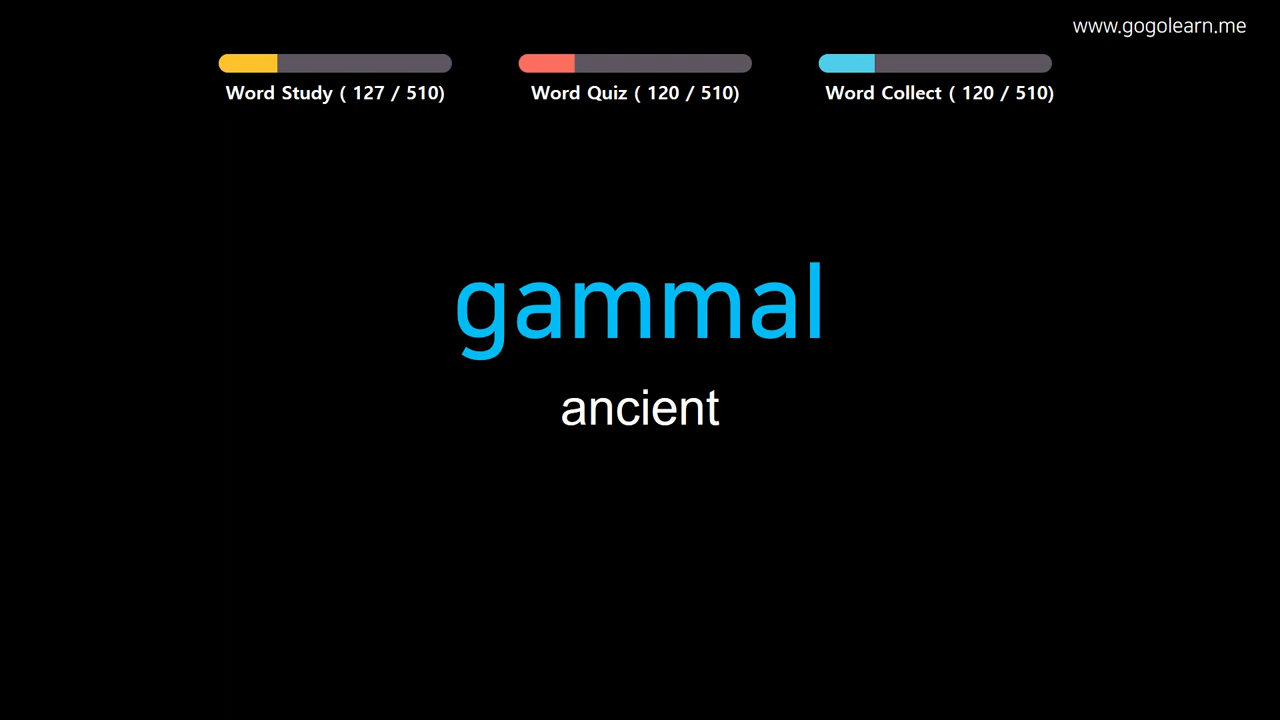 www.gogolearn.me
Word Study ( 127 / 510)
Word Quiz ( 120 / 510)
Word Collect ( 120 / 510)
gammal
ancient